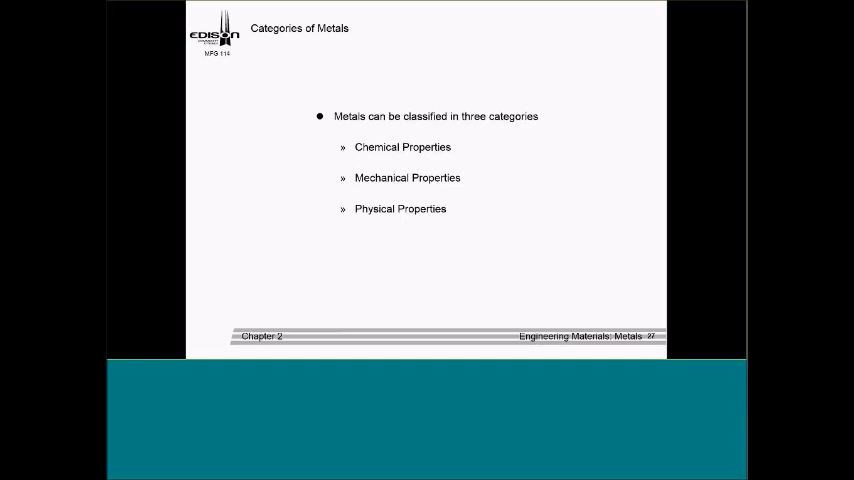 EDISON
MFG 114
Categories of Metals
Metals can be classified in three categories
» Chemical Properties
» Mechanical Properties
» Physical Properties
Chapter 2
Engineering Materials: Metals 27